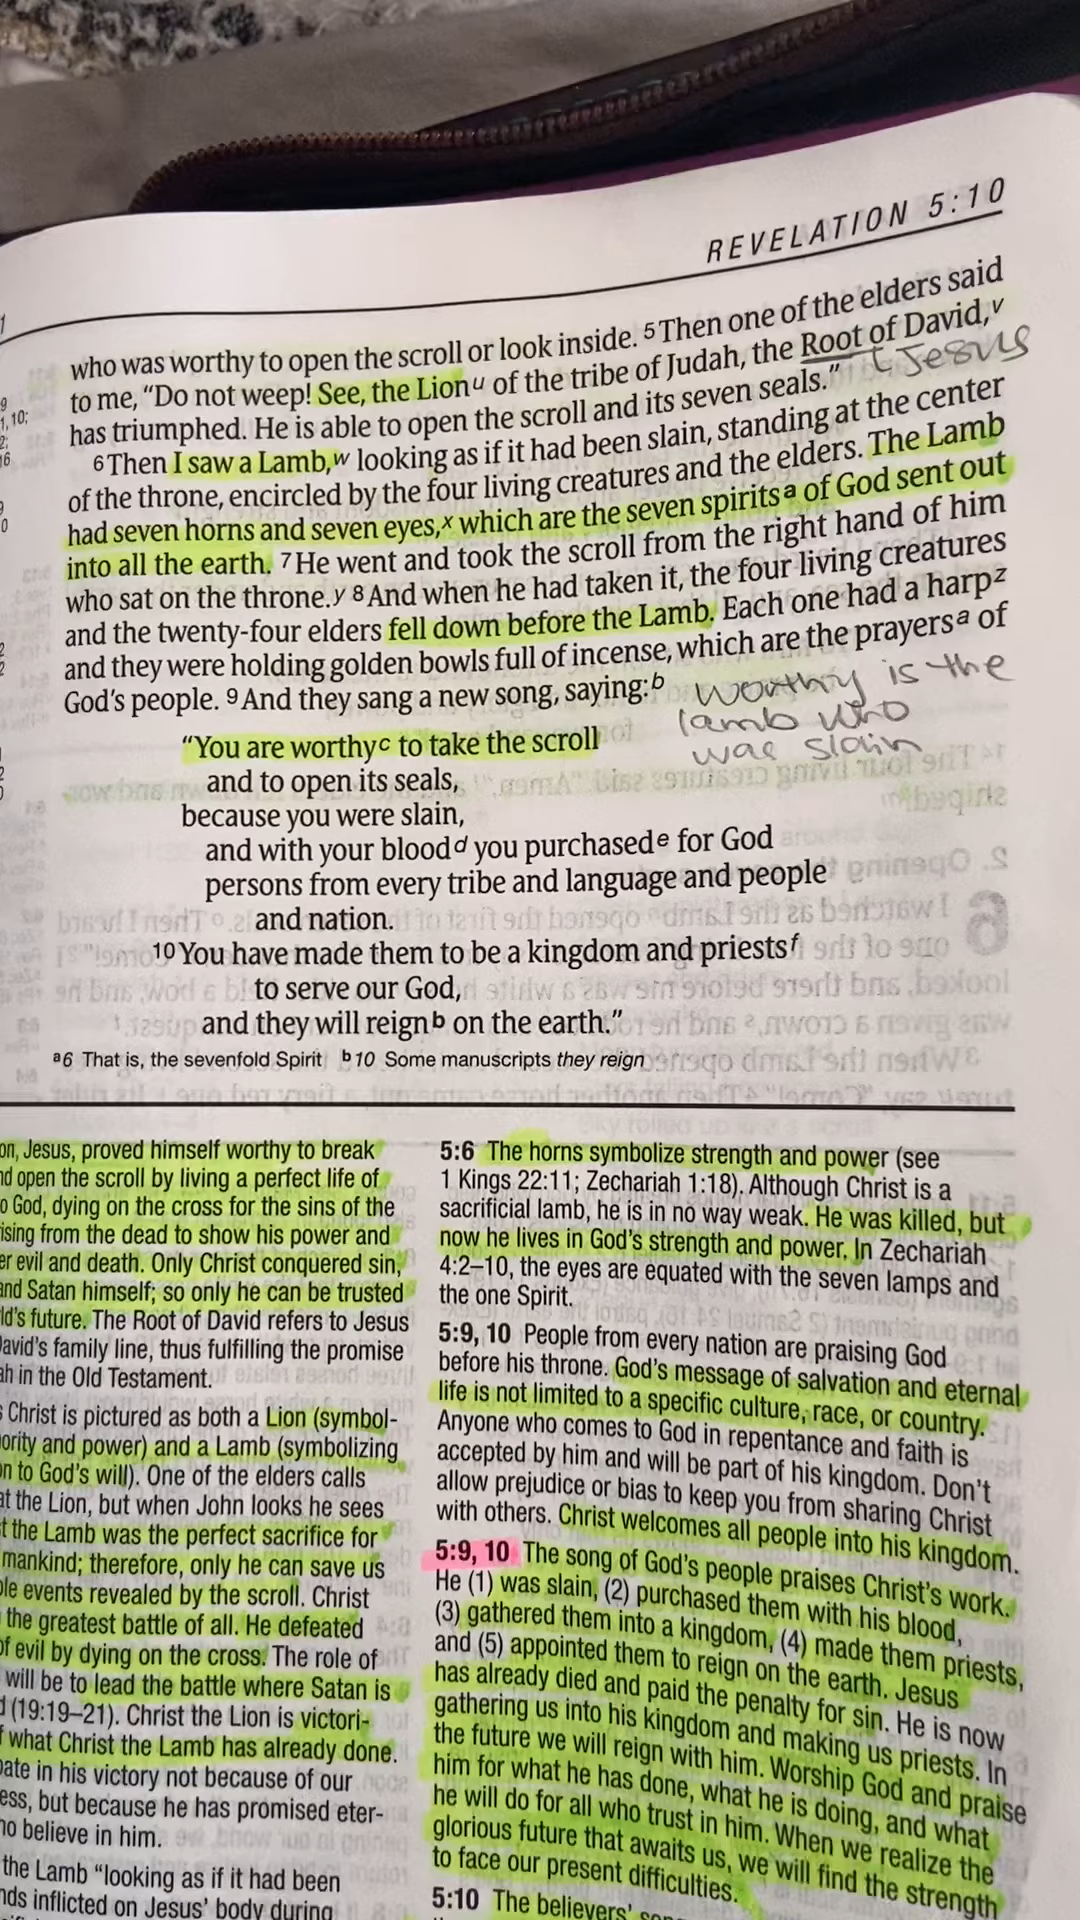 REVELATION 5:10
who was worthy to open the scroll or look inside. 5Then one of the elders said
to me, “Do not weep! See, the Lionu of the tribe of Judah, the Root of David,v
has triumphed. He is able to open the scroll and its seven seals.”
Jesus
6Then I saw a Lamb,w looking as if it had been slain, standing at the center
of the throne, encircled by the four living creatures and the elders. The Lamb
had seven horns and seven eyes,x which are the seven spiritsa of God sent out
into all the earth. 7He went and took the scroll from the right hand of him
who sat on the throne.y 8And when he had taken it, the four living creatures
and the twenty-four elders fell down before the Lamb. Each one had a harpz
and they were holding golden bowls full of incense, which are the prayersa of
God’s people. 9And they sang a new song, saying:b
worthy is the
lamb who
was slain
“You are worthyc to take the scroll
and to open its seals,
because you were slain,
and with your bloodd you purchasede for God
persons from every tribe and language and people
and nation.
10You have made them to be a kingdom and priestsf
to serve our God,
and they will reignb on the earth.”
a6 That is, the sevenfold Spirit b10 Some manuscripts they reign
on, Jesus, proved himself worthy to break
open the scroll by living a perfect life of
God, dying on the cross for the sins of the
ising from the dead to show his power and
er evil and death. Only Christ conquered sin,
and Satan himself; so only he can be trusted
ld’s future. The Root of David refers to Jesus
David’s family line, thus fulfilling the promise
ah in the Old Testament.
Christ is pictured as both a Lion (symbol-
ority and power) and a Lamb (symbolizing
on to God’s will). One of the elders calls
at the Lion, but when John looks he sees
the Lamb was the perfect sacrifice for
mankind; therefore, only he can save us
ble events revealed by the scroll. Christ
the greatest battle of all. He defeated
of evil by dying on the cross. The role of
will be to lead the battle where Satan is
d (19:19–21). Christ the Lion is victori-
f what Christ the Lamb has already done.
pate in his victory not because of our
ess, but because he has promised eter-
no believe in him.
the Lamb “looking as if it had been
nds inflicted on Jesus’ body during
5:6 The horns symbolize strength and power (see
1 Kings 22:11; Zechariah 1:18). Although Christ is a
sacrificial lamb, he is in no way weak. He was killed, but
now he lives in God’s strength and power. In Zechariah
4:2–10, the eyes are equated with the seven lamps and
the one Spirit.
5:9, 10 People from every nation are praising God
before his throne. God’s message of salvation and eternal
life is not limited to a specific culture, race, or country.
Anyone who comes to God in repentance and faith is
accepted by him and will be part of his kingdom. Don’t
allow prejudice or bias to keep you from sharing Christ
with others. Christ welcomes all people into his kingdom.
5:9, 10 The song of God’s people praises Christ’s work.
He (1) was slain, (2) purchased them with his blood,
(3) gathered them into a kingdom, (4) made them priests,
and (5) appointed them to reign on the earth. Jesus
has already died and paid the penalty for sin. He is now
gathering us into his kingdom and making us priests. In
the future we will reign with him. Worship God and praise
him for what he has done, what he is doing, and what
he will do for all who trust in him. When we realize the
glorious future that awaits us, we will find the strength
to face our present difficulties.
5:10 The believers’